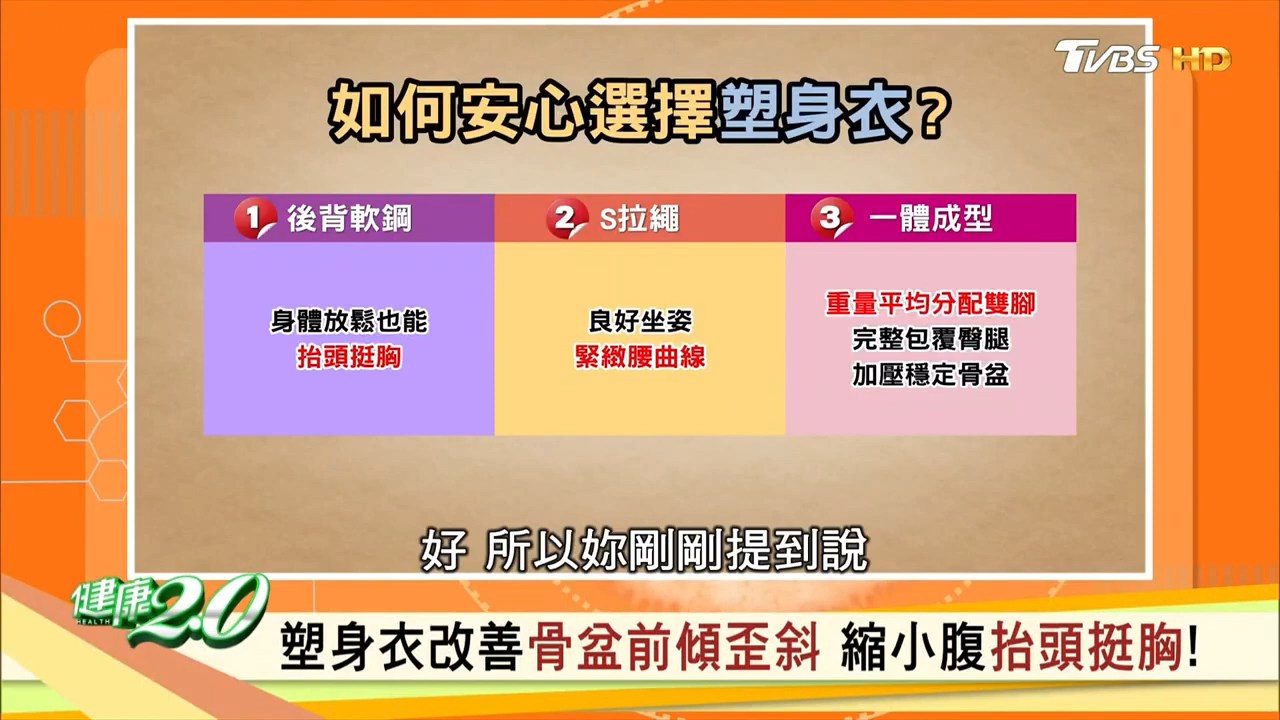 TVBS HD
如何安心選擇塑身衣?
1 後背軟鋼
身體放鬆也能
抬頭挺胸
2 S拉繩
良好坐姿
緊緻腰曲線
3 一體成型
重量平均分配雙腳
完整包覆臀腿
加壓穩定骨盆
好 所以妳剛剛提到說
健康2.0
HEALTH
塑身衣改善骨盆前傾歪斜 縮小腹抬頭挺胸!